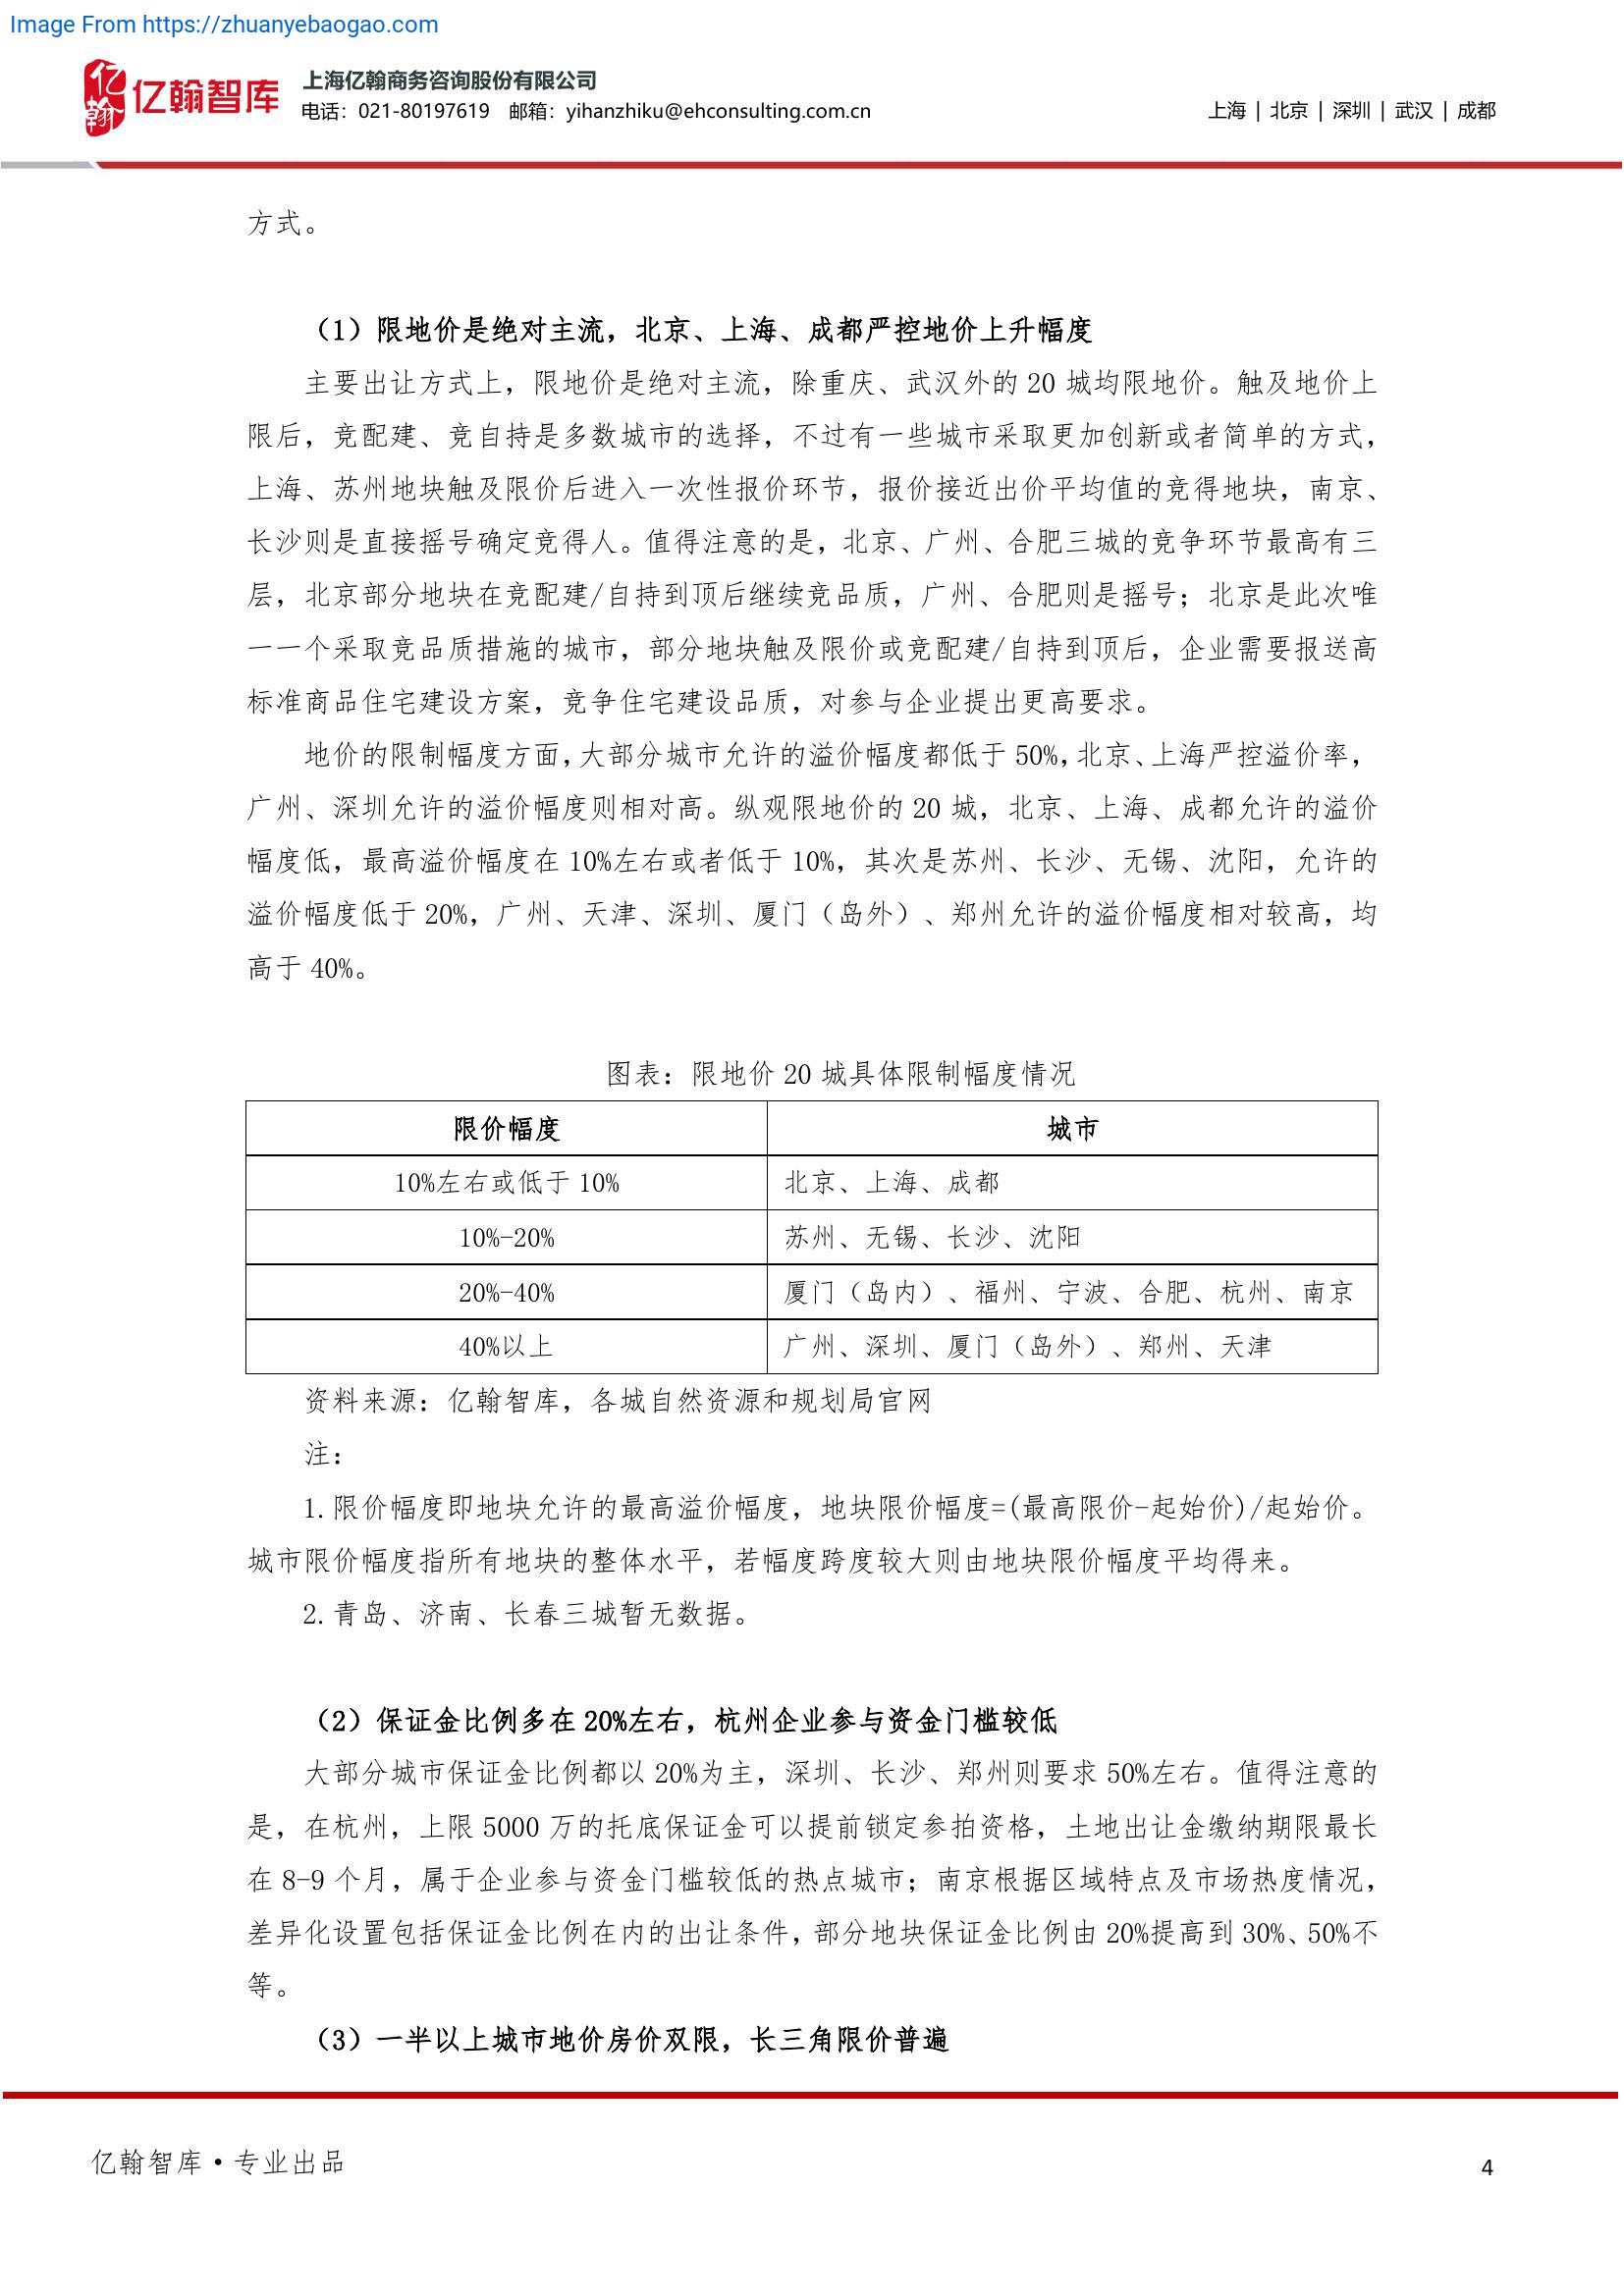 Image From https://zhuanyebaogao.com
亿翰
亿翰智库
上海亿翰商务咨询股份有限公司
电话：021-80197619 邮箱：yihanzhiku@ehconsulting.com.cn
上海 | 北京 | 深圳 | 武汉 | 成都
方式。
（1）限地价是绝对主流，北京、上海、成都严控地价上升幅度
主要出让方式上，限地价是绝对主流，除重庆、武汉外的 20 城均限地价。触及地价上
限后，竞配建、竞自持是多数城市的选择，不过有一些城市采取更加创新或者简单的方式，
上海、苏州地块触及限价后进入一次性报价环节，报价接近出价平均值的竞得地块，南京、
长沙则是直接摇号确定竞得人。值得注意的是，北京、广州、合肥三城的竞争环节最高有三
层，北京部分地块在竞配建/自持到顶后继续竞品质，广州、合肥则是摇号；北京是此次唯
一一个采取竞品质措施的城市，部分地块触及限价或竞配建/自持到顶后，企业需要报送高
标准商品住宅建设方案，竞争住宅建设品质，对参与企业提出更高要求。
地价的限制幅度方面，大部分城市允许的溢价幅度都低于 50%，北京、上海严控溢价率，
广州、深圳允许的溢价幅度则相对高。纵观限地价的 20 城，北京、上海、成都允许的溢价
幅度低，最高溢价幅度在 10%左右或者低于 10%，其次是苏州、长沙、无锡、沈阳，允许的
溢价幅度低于 20%，广州、天津、深圳、厦门（岛外）、郑州允许的溢价幅度相对较高，均
高于 40%。
图表：限地价 20 城具体限制幅度情况
限价幅度 城市
10%左右或低于 10% 北京、上海、成都
10%-20% 苏州、无锡、长沙、沈阳
20%-40% 厦门（岛内）、福州、宁波、合肥、杭州、南京
40%以上 广州、深圳、厦门（岛外）、郑州、天津
资料来源：亿翰智库，各城自然资源和规划局官网
注：
1.限价幅度即地块允许的最高溢价幅度，地块限价幅度=(最高限价-起始价)/起始价。
城市限价幅度指所有地块的整体水平，若幅度跨度较大则由地块限价幅度平均得来。
2.青岛、济南、长春三城暂无数据。
（2）保证金比例多在 20%左右，杭州企业参与资金门槛较低
大部分城市保证金比例都以 20%为主，深圳、长沙、郑州则要求 50%左右。值得注意的
是，在杭州，上限 5000 万的托底保证金可以提前锁定参拍资格，土地出让金缴纳期限最长
在 8-9 个月，属于企业参与资金门槛较低的热点城市；南京根据区域特点及市场热度情况，
差异化设置包括保证金比例在内的出让条件，部分地块保证金比例由 20%提高到 30%、50%不
等。
（3）一半以上城市地价房价双限，长三角限价普遍
亿翰智库·专业出品
4